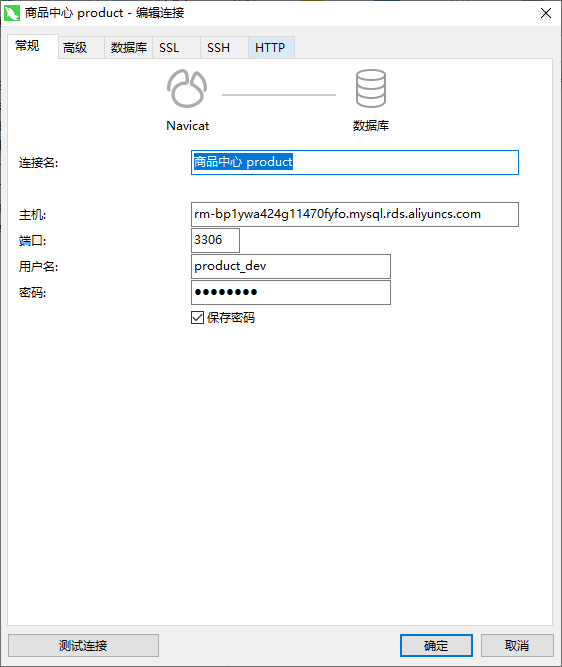 商品中心 product - 编辑连接
常规 高级 数据库 SSL SSH HTTP
Navicat 数据库
连接名: 商品中心 product
主机: rm-bp1ywa424g11470fyfo.mysql.rds.aliyuncs.com
端口: 3306
用户名: product_dev
密码: ●●●●●●●●
保存密码
测试连接 确定 取消